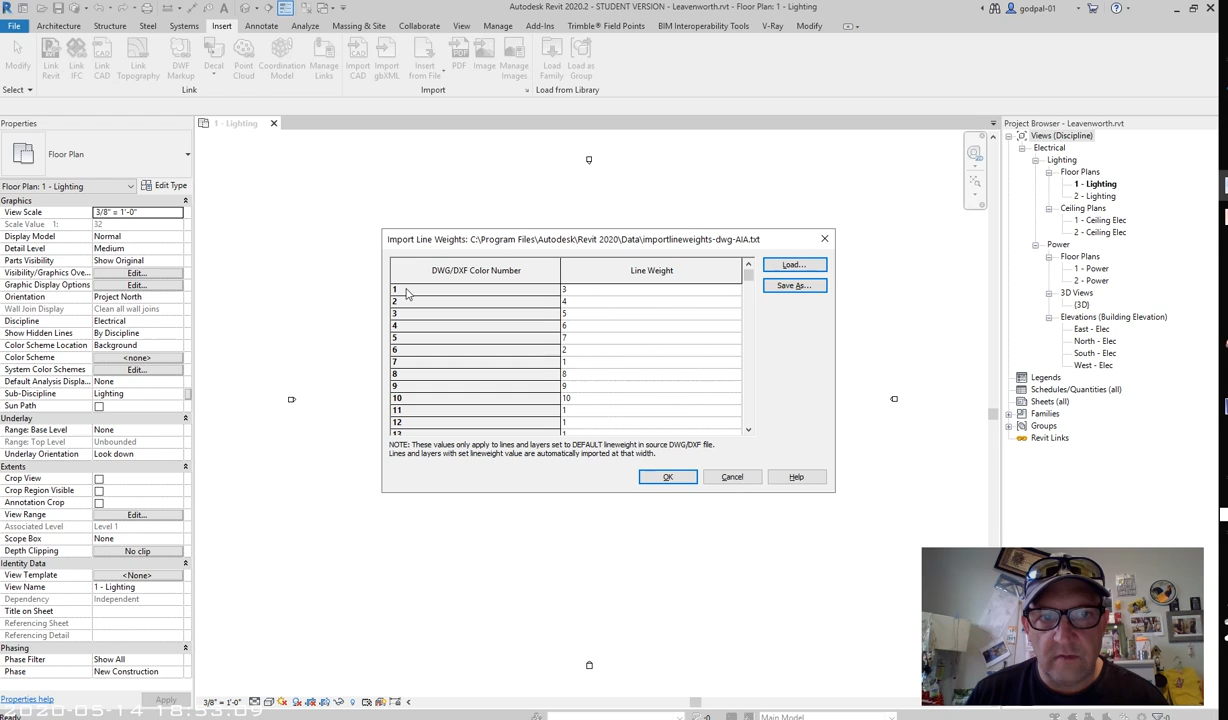 Autodesk Revit 2020.2 - STUDENT VERSION - Leavenworth.rvt - Floor Plan: 1 - Lighting
godpal-01
File Architecture Structure Steel Systems Insert Annotate Analyze Massing & Site Collaborate View Manage Add-Ins Trimble® Field Points BIM Interoperability Tools V-Ray Modify
Modify
Link Revit
Link IFC
Link CAD
Link Topography
DWF Markup
Decal
Point Cloud
Coordination Model
Manage Links
Import CAD
Import gbXML
Insert from File
PDF
Image
Manage Images
Load Family
Load as Group
Select
Link
Import
Load from Library
Properties
1 - Lighting
Project Browser - Leavenworth.rvt
Floor Plan
Floor Plan: 1 - Lighting
Edit Type
Graphics
View Scale 3/8" = 1'-0"
Scale Value 1: 32
Display Model Normal
Detail Level Medium
Parts Visibility Show Original
Visibility/Graphics Ove... Edit...
Graphic Display Options Edit...
Orientation Project North
Wall Join Display Clean all wall joins
Discipline Electrical
Show Hidden Lines By Discipline
Color Scheme Location Background
Color Scheme <none>
System Color Schemes Edit...
Default Analysis Displa... None
Sub-Discipline Lighting
Sun Path
Underlay
Range: Base Level None
Range: Top Level Unbounded
Underlay Orientation Look down
Extents
Crop View
Crop Region Visible
Annotation Crop
View Range Edit...
Associated Level Level 1
Scope Box None
Depth Clipping No clip
Identity Data
View Template <None>
View Name 1 - Lighting
Dependency Independent
Title on Sheet
Referencing Sheet
Referencing Detail
Phasing
Phase Filter Show All
Phase New Construction
Properties help
Apply
Import Line Weights: C:\Program Files\Autodesk\Revit 2020\Data\importlineweights-dwg-AIA.txt
DWG/DXF Color Number Line Weight
1 3
2 4
3 5
4 6
5 7
6 2
7 1
8 8
9 9
10 10
11 1
12 1
13 1
Load...
Save As...
NOTE: These values only apply to lines and layers set to DEFAULT lineweight in source DWG/DXF file.
Lines and layers with set lineweight value are automatically imported at that width.
OK
Cancel
Help
Views (Discipline)
Electrical
Lighting
Floor Plans
1 - Lighting
2 - Lighting
Ceiling Plans
1 - Ceiling Elec
2 - Ceiling Elec
Power
Floor Plans
1 - Power
2 - Power
3D Views
{3D}
Elevations (Building Elevation)
East - Elec
North - Elec
South - Elec
West - Elec
Legends
Schedules/Quantities (all)
Sheets (all)
Families
Groups
Revit Links
3/8" = 1'-0"
2020-05-14 18:53:09
Ready
Main Model